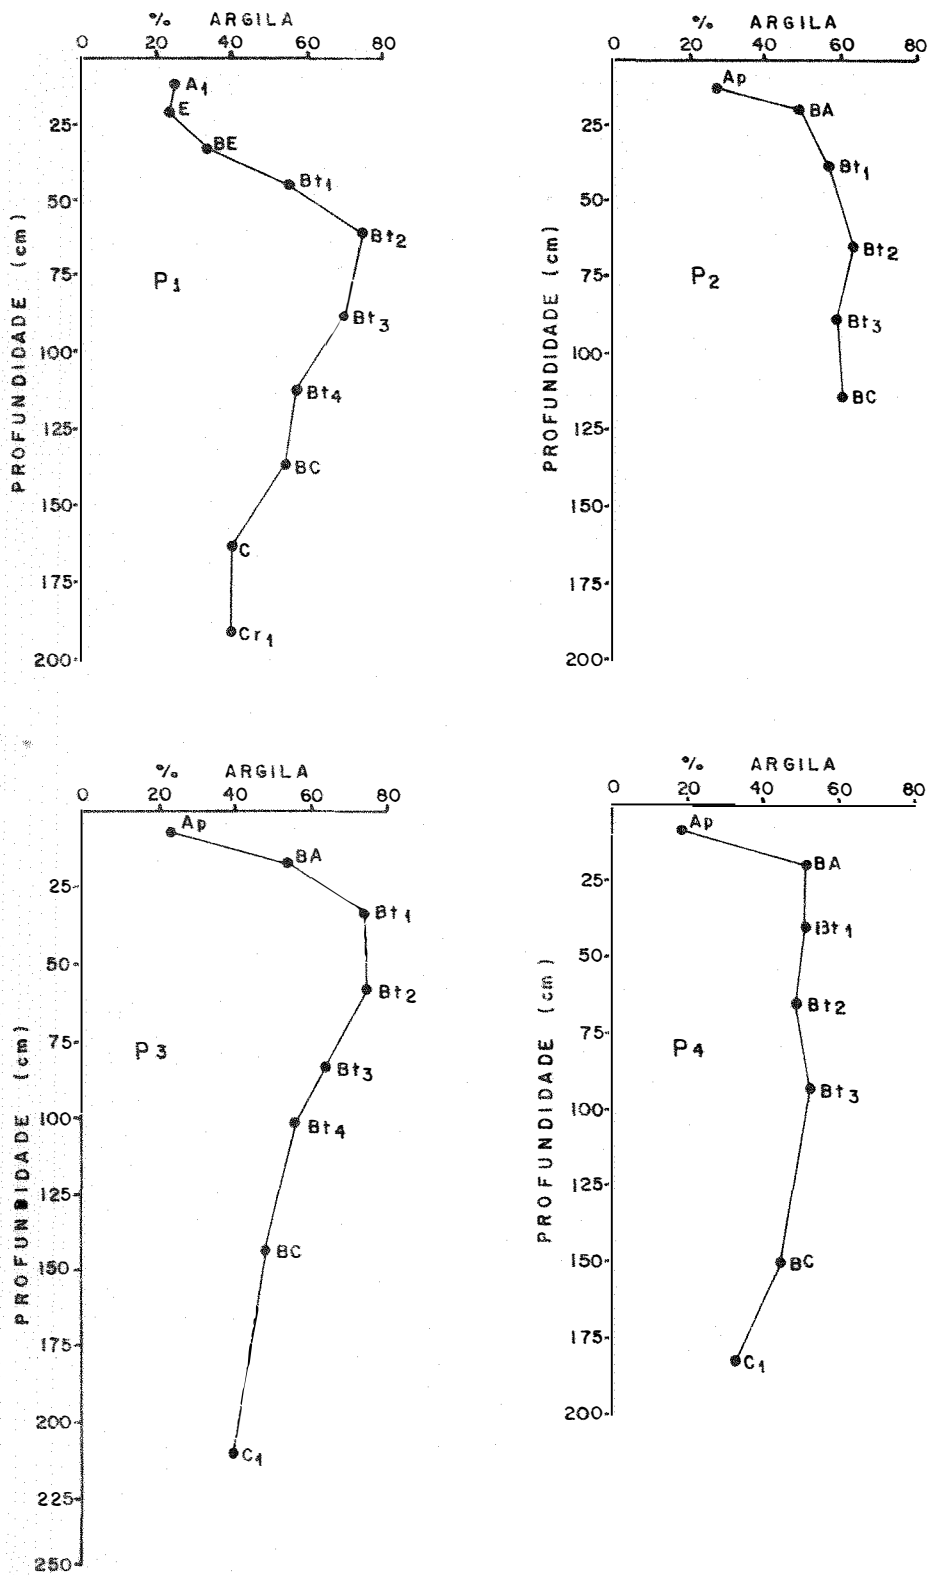 % ARGILA
0 20 40 60 80
A1
E
25
BE
Bt1
50
Bt2
75
P1
Bt3
100
Bt4
125
BC
150
C
175
Cr1
200
PROFUNDIDADE (cm)
% ARGILA
0 20 40 60 80
Ap
BA
25
Bt1
50
Bt2
75
P2
Bt3
100
BC
125
150
175
200
PROFUNDIDADE (cm)
% ARGILA
0 20 40 60 80
Ap
BA
25
Bt1
50
Bt2
75
P3
Bt3
100
Bt4
125
BC
150
175
200
C1
225
250
PROFUNDIDADE (cm)
% ARGILA
0 20 40 60 80
Ap
BA
25
Bt1
50
Bt2
75
P4
Bt3
100
125
BC
150
175
C1
200
PROFUNDIDADE (cm)